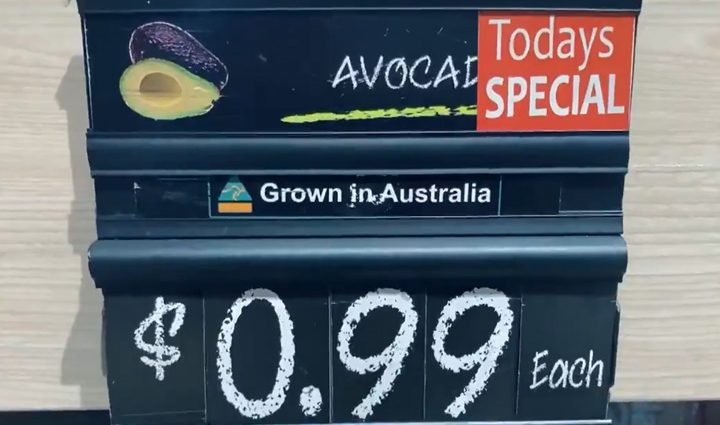 AVOCAD
Todays
SPECIAL
Grown in Australia
$0.99 Each